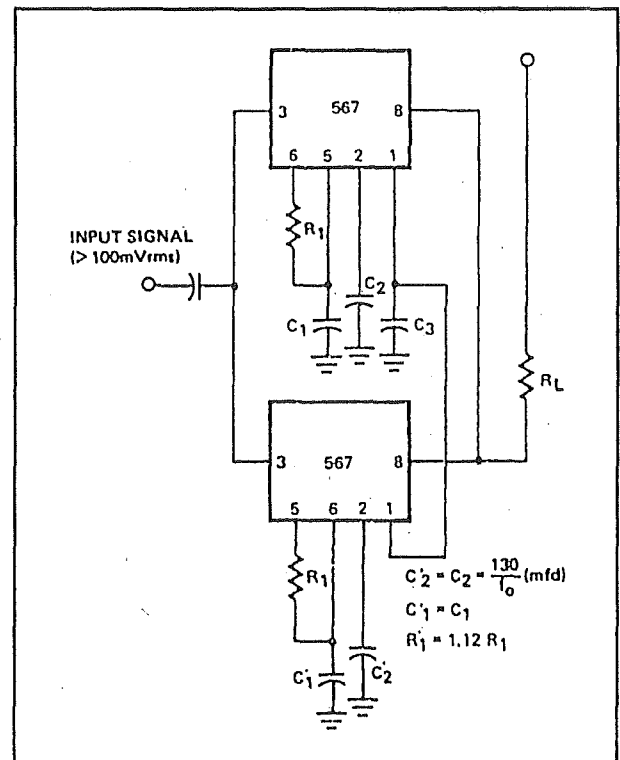 3 567 8
6 5 2 1
R1
INPUT SIGNAL
(> 100mVrms)
C2
C1
C3
RL
3 567 8
5 6 2 1
R1
C'2 = C2 = 130/fo (mfd)
C'1 = C1
R'1 = 1.12 R1
C'1
C'2